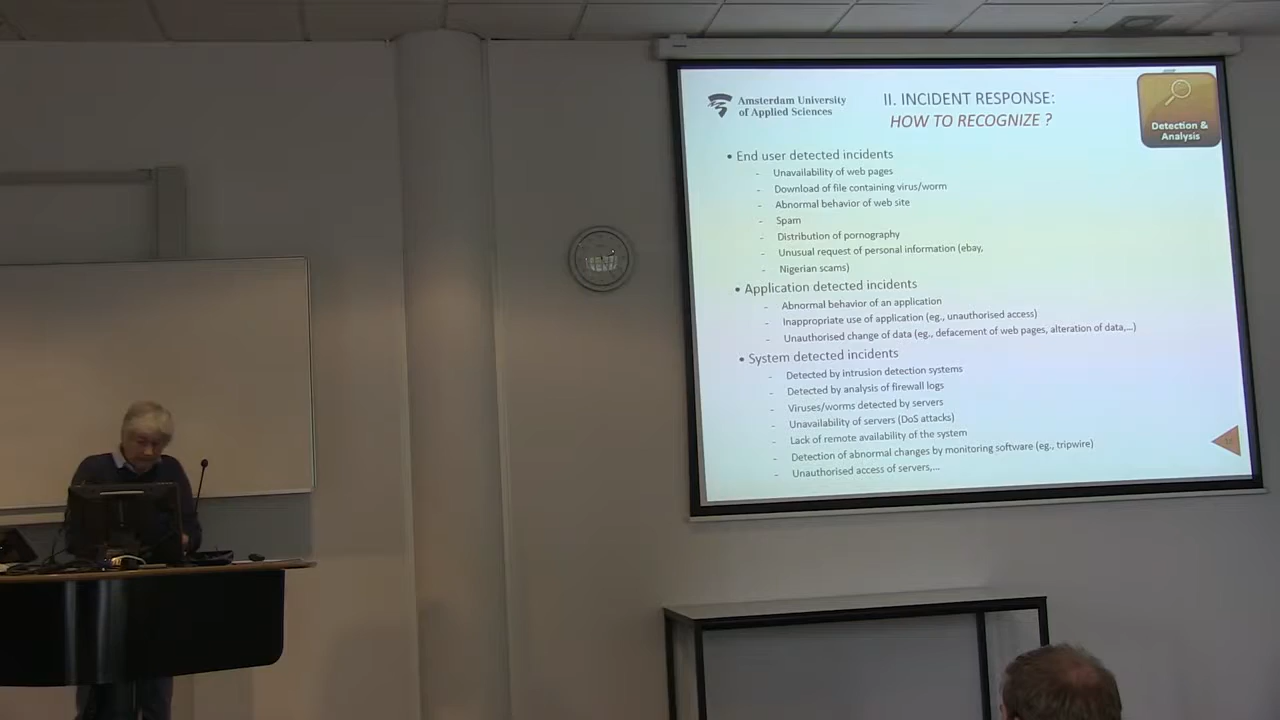 Amsterdam University
of Applied Sciences
II. INCIDENT RESPONSE:
HOW TO RECOGNIZE ?
Detection &
Analysis
• End user detected incidents
- Unavailability of web pages
- Download of file containing virus/worm
- Abnormal behavior of web site
- Spam
- Distribution of pornography
- Unusual request of personal information (ebay,
- Nigerian scams)
• Application detected incidents
- Abnormal behavior of an application
- Inappropriate use of application (eg., unauthorised access)
- Unauthorised change of data (eg., defacement of web pages, alteration of data,...)
• System detected incidents
- Detected by intrusion detection systems
- Detected by analysis of firewall logs
- Viruses/worms detected by servers
- Unavailability of servers (DoS attacks)
- Lack of remote availability of the system
- Detection of abnormal changes by monitoring software (eg., tripwire)
- Unauthorised access of servers,...